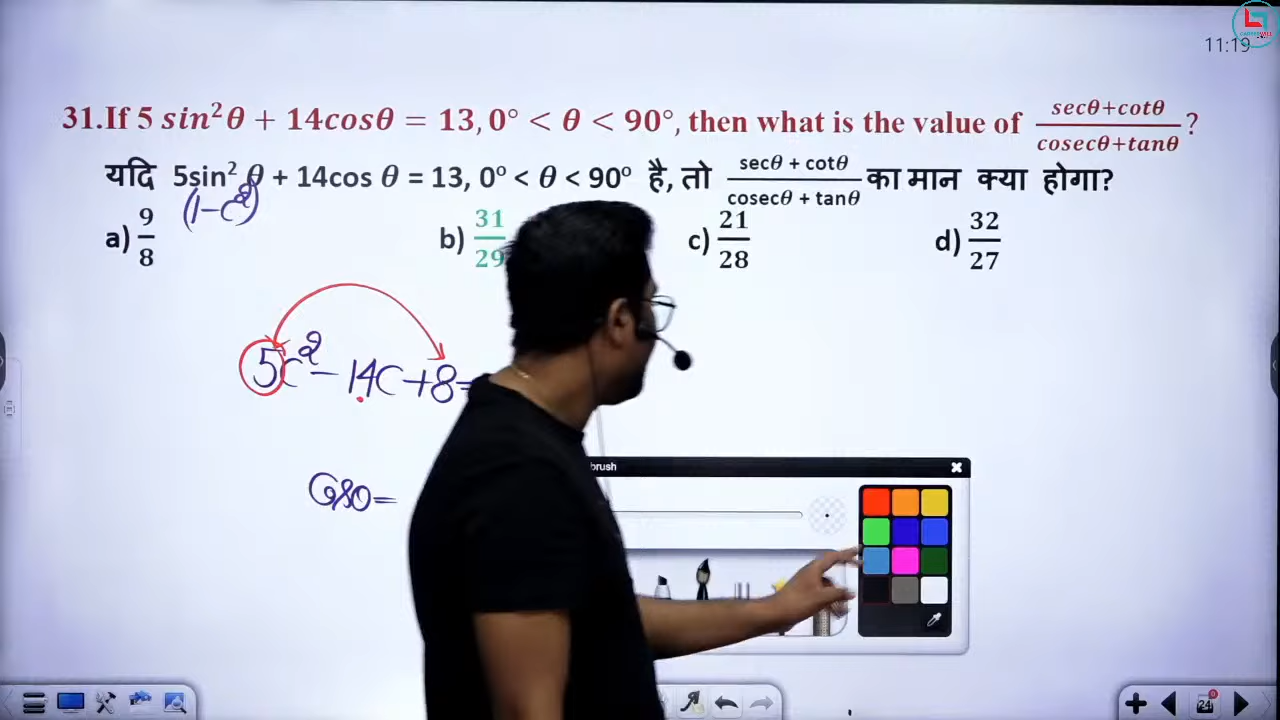 11:19
31.If 5 sin²θ + 14cosθ = 13, 0° < θ < 90°, then what is the value of (secθ+cotθ)/(cosecθ+tanθ)?
यदि 5sin² θ + 14cos θ = 13, 0° < θ < 90° है, तो (secθ + cotθ)/(cosecθ + tanθ) का मान क्या होगा?
(1-c²)
a) 9/8 b) 31/29 c) 21/28 d) 32/27
5c² - 14c + 8 =
brush
24